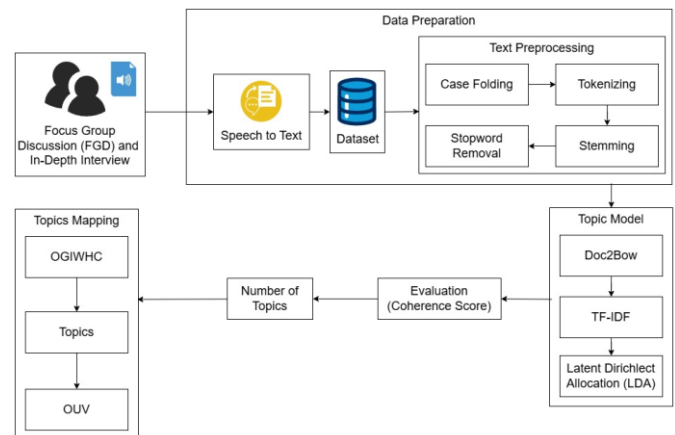 Data Preparation
Text Preprocessing
Case Folding
Tokenizing
Stopword
Removal
Stemming
Speech to Text
Dataset
Focus Group
Discussion (FGD) and
In-Depth Interview
Topics Mapping
OGIWHC
Topics
OUV
Number of
Topics
Evaluation
(Coherence Score)
Topic Model
Doc2Bow
TF-IDF
Latent Dirichlect
Allocation (LDA)